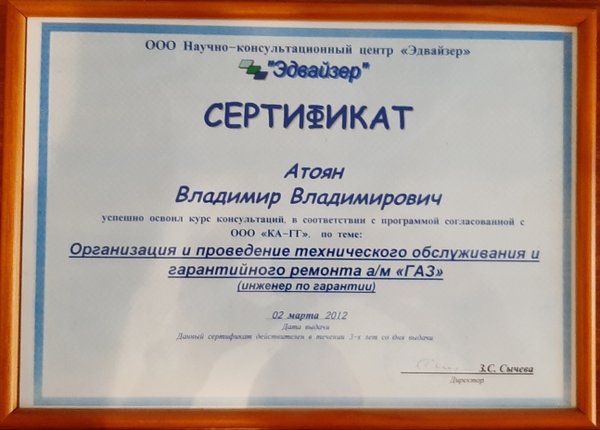 ООО Научно-консультационный центр «Эдвайзер»
"Эдвайзер"
СЕРТИФИКАТ
Атоян
Владимир Владимирович
успешно освоил курс консультаций, в соответствии с программой согласованной с
ООО «КА-ГГ», по теме:
Организация и проведение технического обслуживания и
гарантийного ремонта а/м «ГАЗ»
(инженер по гарантии)
02 марта 2012
Дата выдачи
Данный сертификат действителен в течении 3-х лет со дня выдачи
З.С. Сычева
Директор